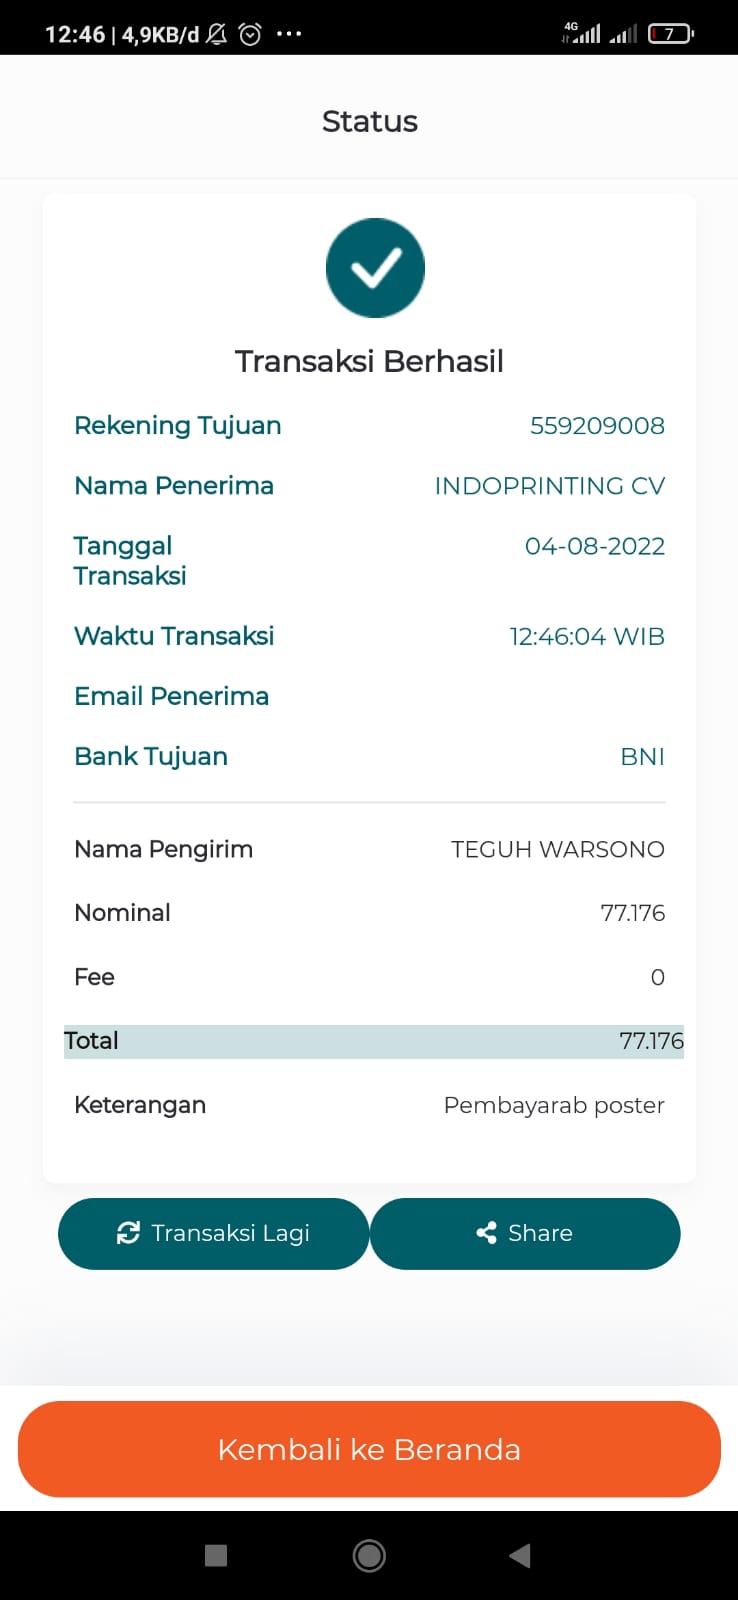 12:46 | 4,9KB/d
4G
7
Status
Transaksi Berhasil
Rekening Tujuan 559209008
Nama Penerima INDOPRINTING CV
Tanggal Transaksi 04-08-2022
Waktu Transaksi 12:46:04 WIB
Email Penerima
Bank Tujuan BNI
Nama Pengirim TEGUH WARSONO
Nominal 77.176
Fee 0
Total 77.176
Keterangan Pembayarab poster
Transaksi Lagi
Share
Kembali ke Beranda